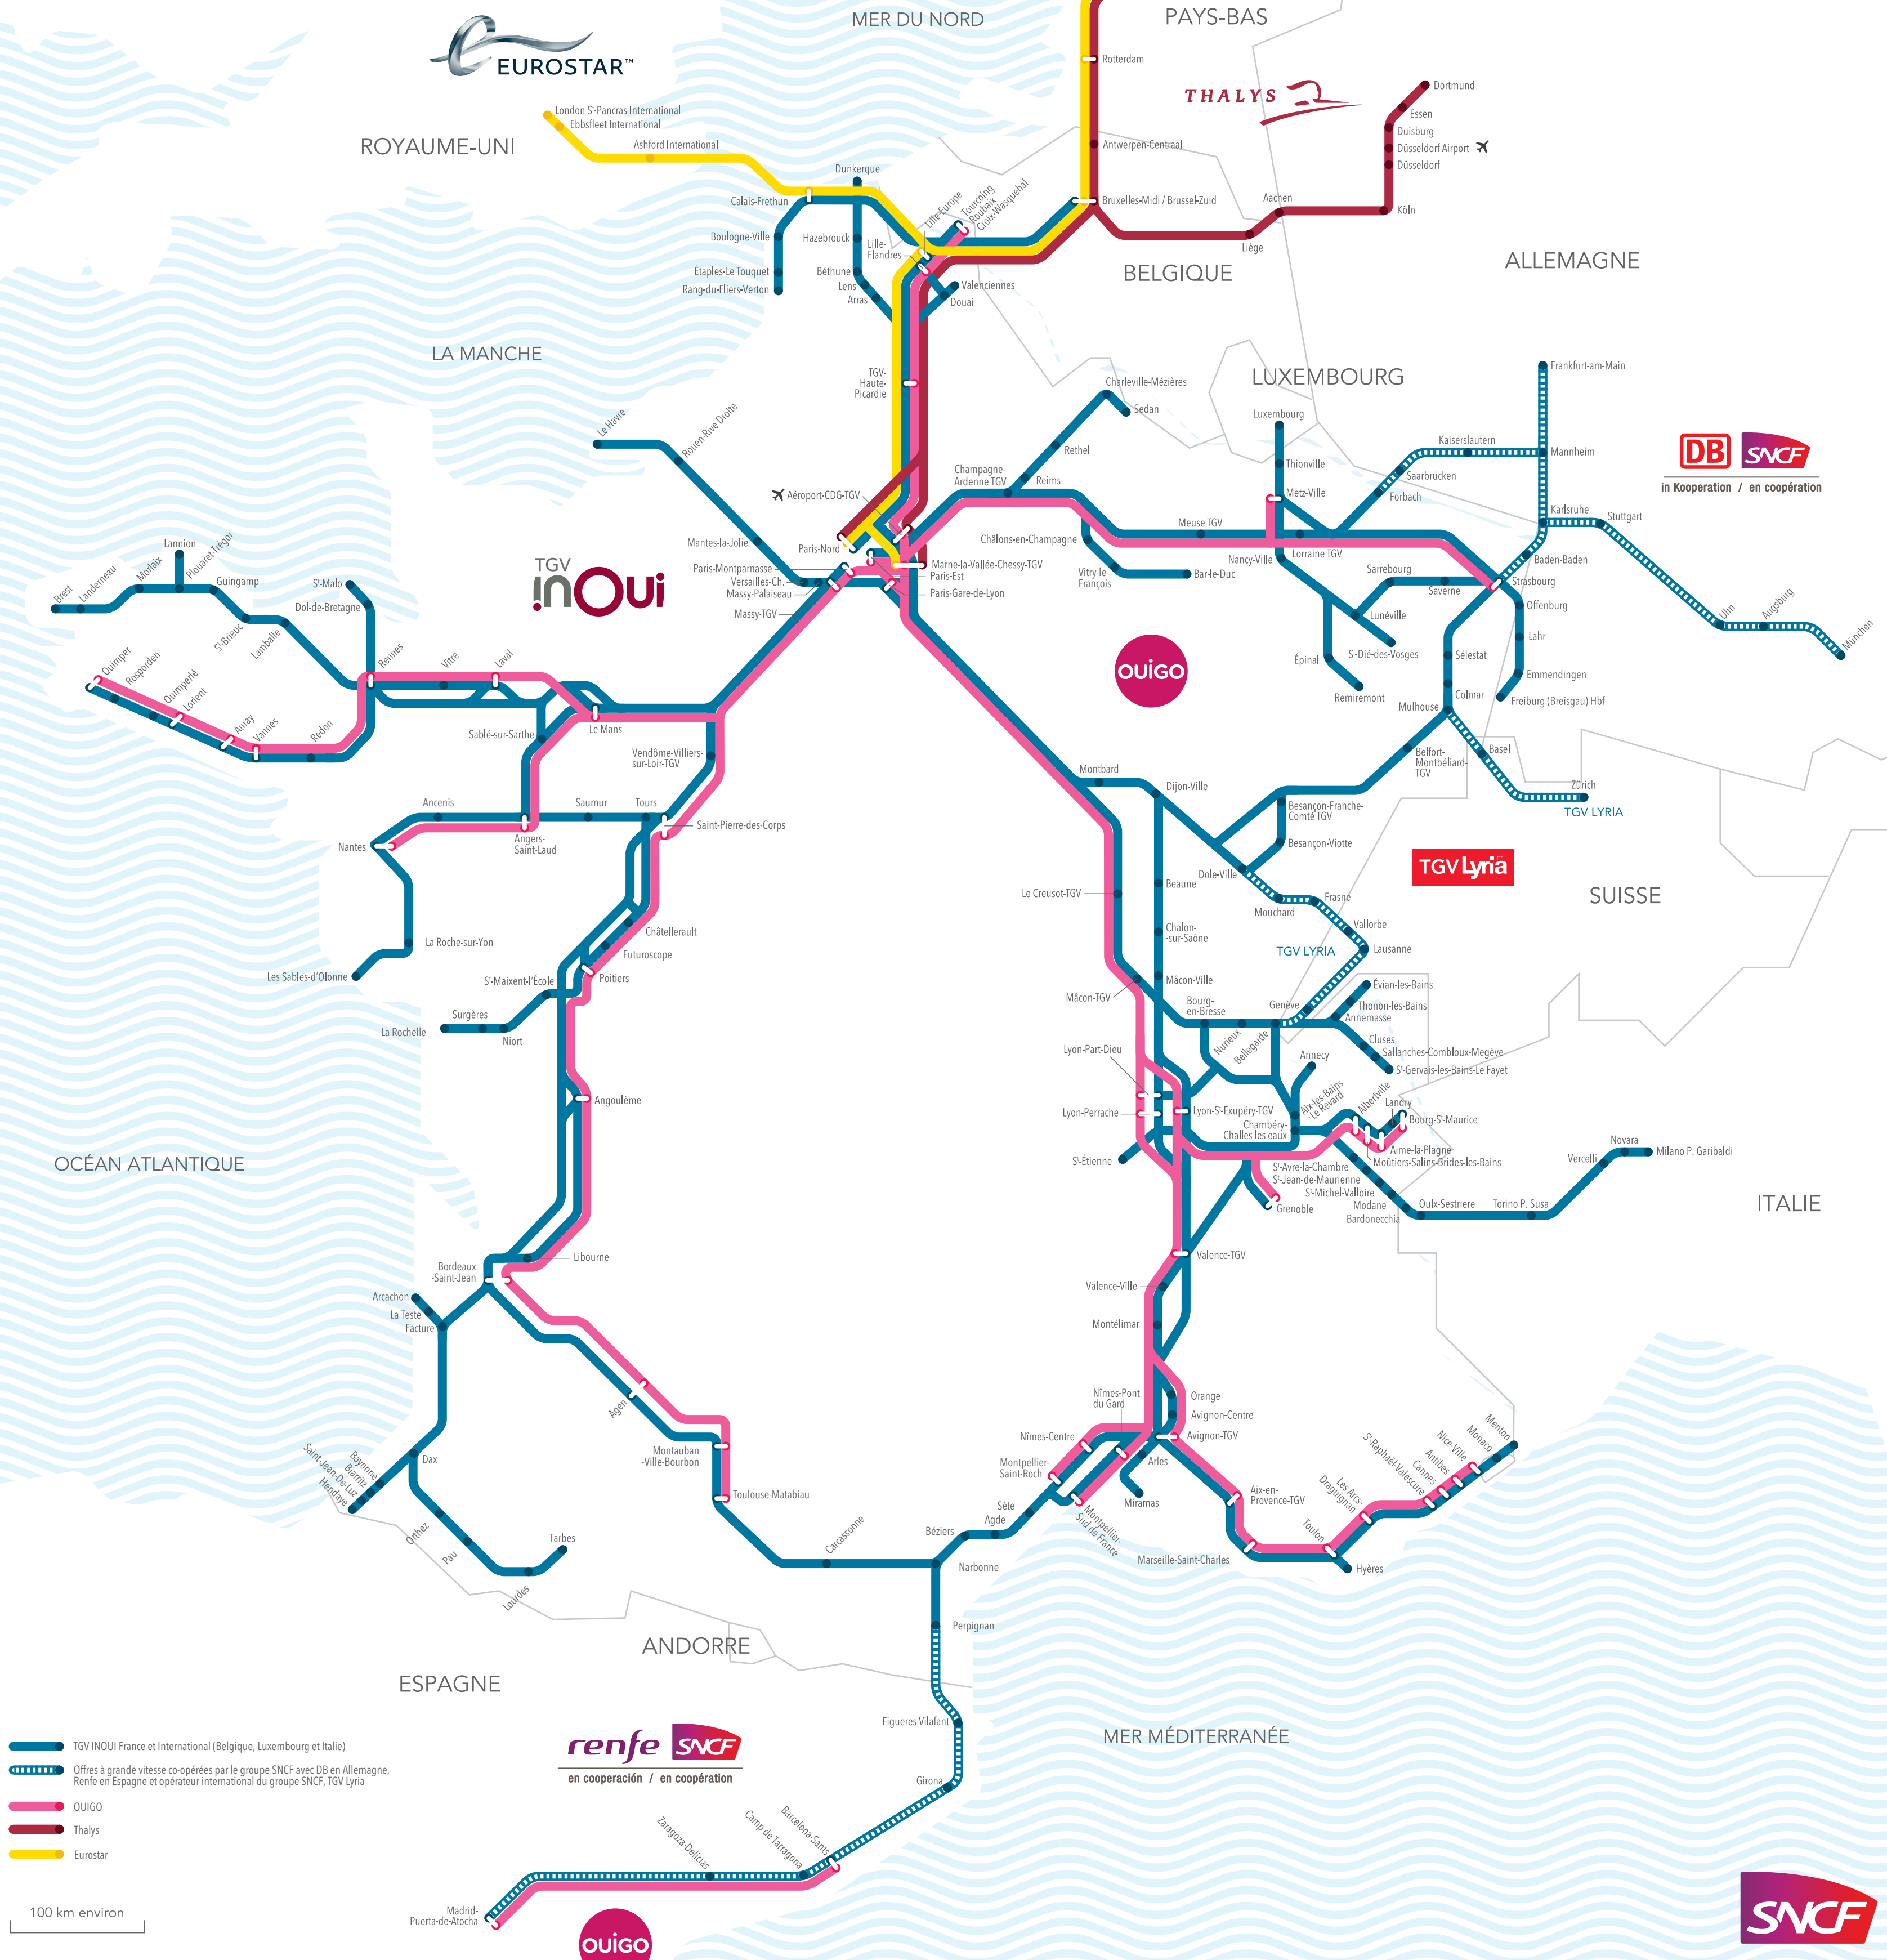 MER DU NORD
PAYS-BAS
EUROSTAR™
THALYS
ROYAUME-UNI
BELGIQUE
ALLEMAGNE
LA MANCHE
LUXEMBOURG
Rotterdam
Antwerpen-Centraal
Bruxelles-Midi / Brussel-Zuid
Dortmund
Essen
Duisburg
Düsseldorf Airport
Düsseldorf
Köln
Aachen
Liège
London Sᵗ-Pancras International
Ebbsfleet International
Ashford International
Dunkerque
Calais-Frethun
Boulogne-Ville
Étaples-Le Touquet
Rang-du-Fliers-Verton
Hazebrouck
Béthune
Lens
Arras
Lille-Europe
Lille-
Flandres
Tourcoing
Roubaix
Croix-Wasquehal
Valenciennes
Douai
TGV-
Haute-
Picardie
Le Havre
Rouen-Rive Droite
Mantes-la-Jolie
Aéroport-CDG-TGV
Paris-Nord
Paris-Montparnasse
Versailles-Ch.
Massy-Palaiseau
Massy-TGV
Marne-la-Vallée-Chessy-TGV
Paris-Est
Paris-Gare-de-Lyon
Charleville-Mézières
Sedan
Rethel
Reims
Champagne-
Ardenne TGV
Châlons-en-Champagne
Vitry-le-
François
Bar-le-Duc
Meuse TGV
Luxembourg
Thionville
Metz-Ville
Nancy-Ville
Lorraine TGV
Forbach
Saarbrücken
Kaiserslautern
Frankfurt-am-Main
Mannheim
Karlsruhe
Stuttgart
Baden-Baden
Ulm
Augsburg
München
DB
SNCF
in Kooperation / en coopération
Sarrebourg
Saverne
Strasbourg
Offenburg
Lahr
Emmendingen
Freiburg (Breisgau) Hbf
Lunéville
Sᵗ-Dié-des-Vosges
Épinal
Remiremont
Sélestat
Colmar
Mulhouse
Basel
Zürich
TGV LYRIA
Belfort-
Montbéliard-
TGV
TGV
inOui
OUIGO
Brest
Landerneau
Morlaix
Lannion
Plouaret-Trégor
Guingamp
Sᵗ-Brieuc
Lamballe
Sᵗ-Malo
Dol-de-Bretagne
Rennes
Vitré
Laval
Quimper
Rosporden
Quimperlé
Lorient
Auray
Vannes
Redon
Sablé-sur-Sarthe
Le Mans
Vendôme-Villiers-
sur-Loir-TGV
Ancenis
Saumur
Tours
Saint-Pierre-des-Corps
Nantes
Angers-
Saint-Laud
La Roche-sur-Yon
Les Sables-d'Olonne
Châtellerault
Futuroscope
Poitiers
Sᵗ-Maixent-l'École
Surgères
La Rochelle
Niort
Angoulême
Libourne
Bordeaux
-Saint-Jean
Arcachon
La Teste
Facture
OCÉAN ATLANTIQUE
Agen
Montauban
-Ville-Bourbon
Toulouse-Matabiau
Dax
Bayonne
Biarritz
Saint-Jean-De-Luz
Hendaye
Orthez
Pau
Lourdes
Tarbes
Carcassonne
Narbonne
Béziers
Agde
Sète
Perpignan
Montbard
Dijon-Ville
Besançon-Franche-
Comté TGV
Besançon-Viotte
Dole-Ville
Mouchard
Frasne
Vallorbe
Lausanne
TGV LYRIA
TGV Lyria
SUISSE
Le Creusot-TGV
Beaune
Chalon-
-sur-Saône
Mâcon-Ville
Mâcon-TGV
Bourg-
en-Bresse
Nurieux
Bellegarde
Genève
Évian-les-Bains
Thonon-les-Bains
Annemasse
Cluses
Sallanches-Combloux-Megève
Sᵗ-Gervais-les-Bains-Le Fayet
Annecy
Aix-les-Bains
Le Revard
Lyon-Part-Dieu
Lyon-Perrache
Lyon-Sᵗ-Exupéry-TGV
Chambéry-
Challes les eaux
Albertville
Landry
Bourg-Sᵗ-Maurice
Aime-la-Plagne
Moûtiers-Salins-Brides-les-Bains
Sᵗ-Étienne
Sᵗ-Avre-la-Chambre
Sᵗ-Jean-de-Maurienne
Sᵗ-Michel-Valloire
Modane
Bardonecchia
Oulx-Sestriere
Torino P. Susa
Vercelli
Novara
Milano P. Garibaldi
ITALIE
Grenoble
Valence-TGV
Valence-Ville
Montélimar
Orange
Avignon-Centre
Avignon-TGV
Nîmes-Pont
du Gard
Nîmes-Centre
Montpellier-
Saint-Roch
Montpellier-
Sud de France
Arles
Miramas
Aix-en-
Provence-TGV
Marseille-Saint-Charles
Toulon
Hyères
Les Arcs-
Draguignan
Sᵗ-Raphaël-Valescure
Cannes
Antibes
Nice-Ville
Monaco
Menton
ANDORRE
ESPAGNE
MER MÉDITERRANÉE
Figueres Vilafant
Girona
Barcelona-Sants
Camp de Tarragona
Zaragoza-Delicias
Madrid-
Puerta-de-Atocha
renfe
SNCF
en cooperación / en coopération
OUIGO
TGV INOUI France et International (Belgique, Luxembourg et Italie)
Offres à grande vitesse co-opérées par le groupe SNCF avec DB en Allemagne,
Renfe en Espagne et opérateur international du groupe SNCF, TGV Lyria
OUIGO
Thalys
Eurostar
100 km environ
SNCF